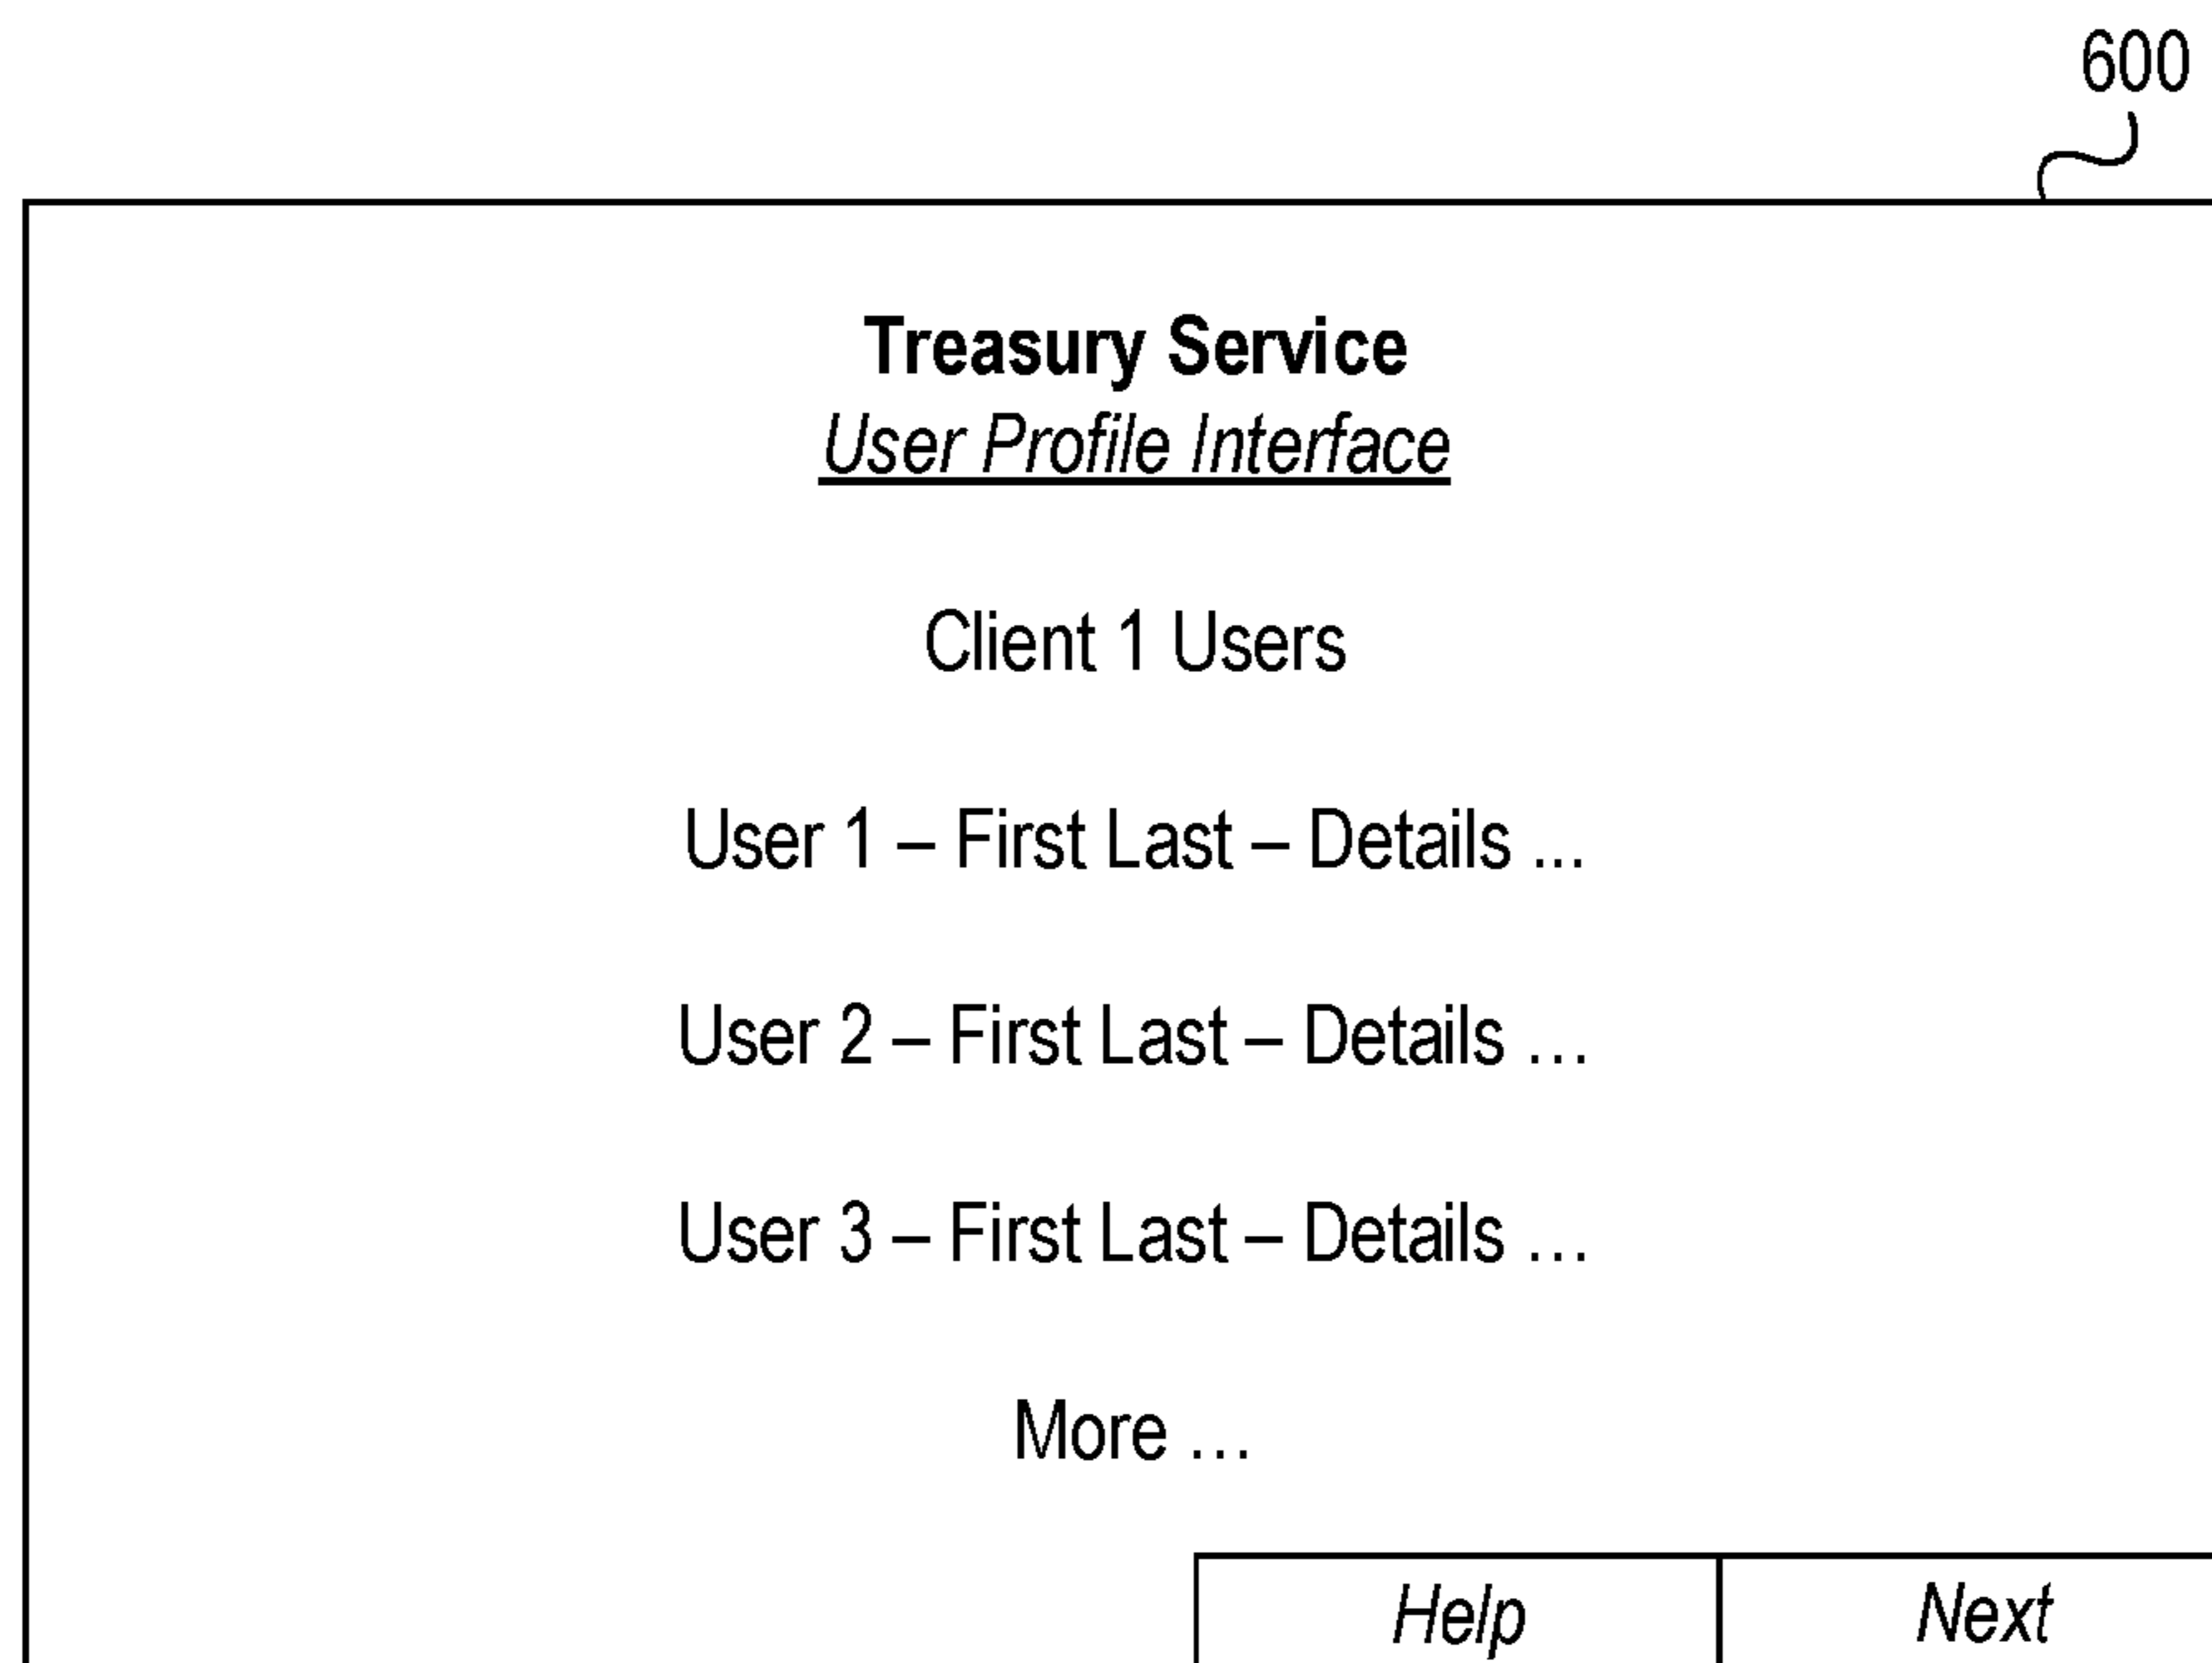 600
Treasury Service
User Profile Interface
Client 1 Users
User 1 – First Last – Details ...
User 2 – First Last – Details …
User 3 – First Last – Details …
More …
Help Next